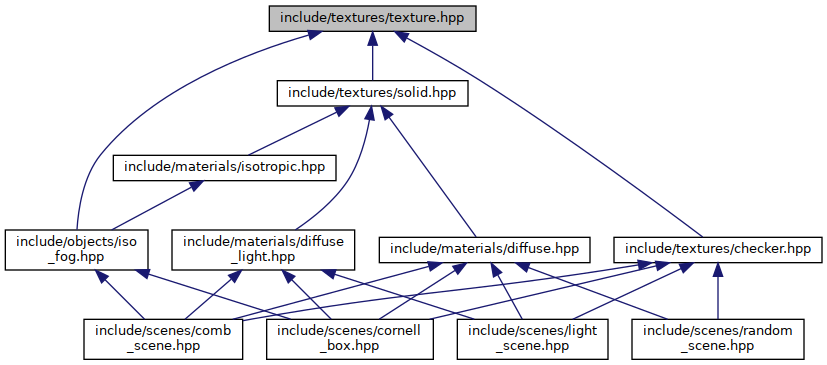 include/textures/texture.hpp
include/textures/solid.hpp
include/materials/isotropic.hpp
include/objects/iso
_fog.hpp
include/materials/diffuse
_light.hpp
include/materials/diffuse.hpp
include/textures/checker.hpp
include/scenes/comb
_scene.hpp
include/scenes/cornell
_box.hpp
include/scenes/light
_scene.hpp
include/scenes/random
_scene.hpp